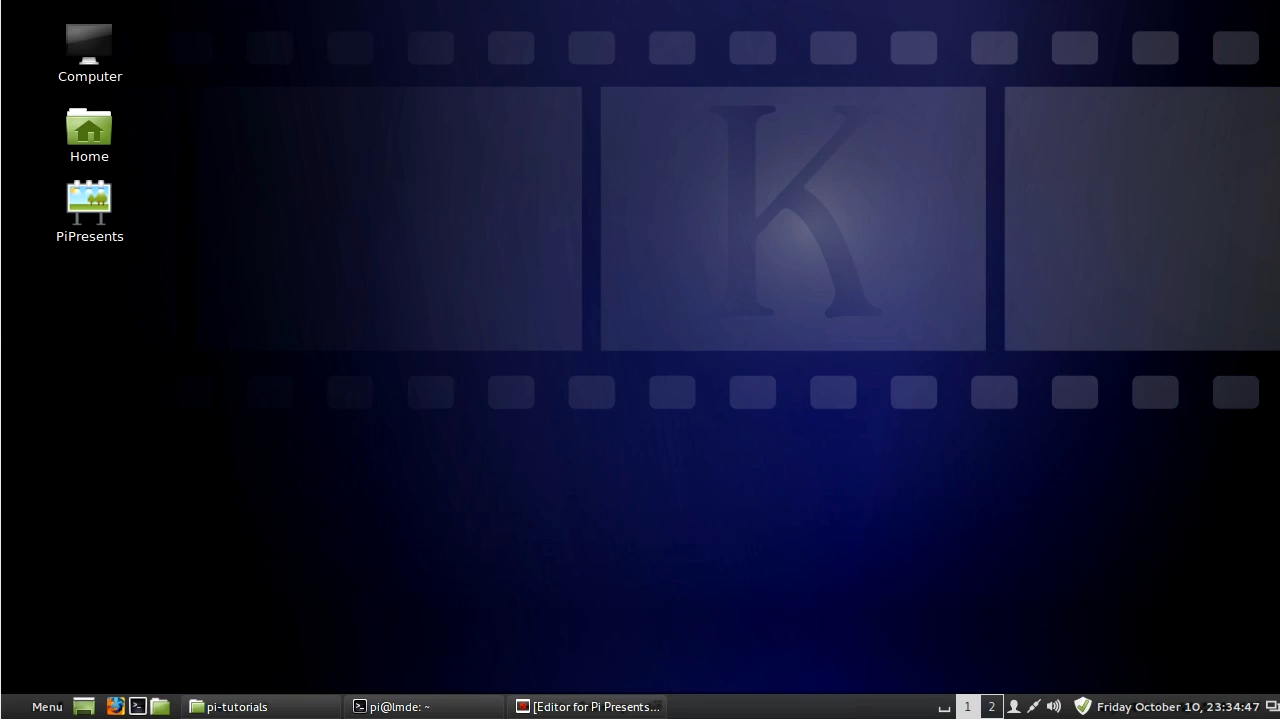 Computer
Home
PiPresents
K
Menu
pi-tutorials
pi@lmde: ~
[Editor for Pi Presents...
1
2
Friday October 10, 23:34:47